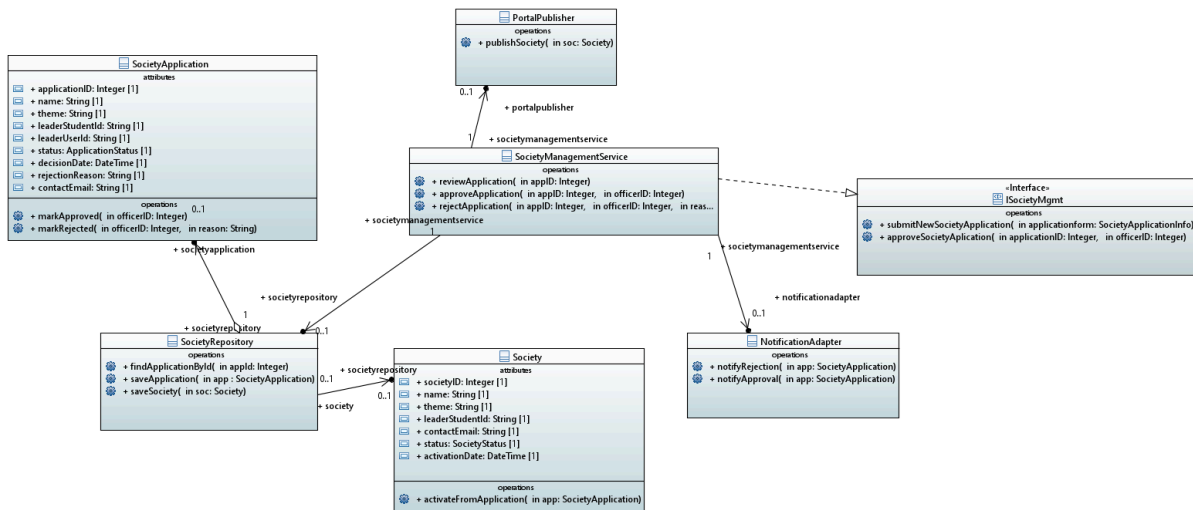 PortalPublisher
operations
+ publishSociety( in soc: Society)
0..1
+ portalpublisher
1
+ societymanagementservice
SocietyApplication
attributes
+ applicationID: Integer [1]
+ name: String [1]
+ theme: String [1]
+ leaderStudentId: String [1]
+ leaderUserId: String [1]
+ status: ApplicationStatus [1]
+ decisionDate: DateTime [1]
+ rejectionReason: String [1]
+ contactEmail: String [1]
operations
+ markApproved( in officerID: Integer)
+ markRejected( in officerID: Integer, in reason: String)
0..1
+ societyapplication
SocietyManagementService
operations
+ reviewApplication( in appID: Integer)
+ approveApplication( in appID: Integer, in officerID: Integer)
+ rejectApplication( in appID: Integer, in officerID: Integer, in reas...
+ societymanagementservice
1
«Interface»
ISocietyMgmt
operations
+ submitNewSocietyApplication( in applicationform: SocietyApplicationInfo)
+ approveSocietyAplication( in applicationID: Integer, in officerID: Integer)
+ societymanagementservice
1
+ societyrepository
0..1
+ notificationadapter
0..1
1
+ societyrepository
SocietyRepository
operations
+ findApplicationById( in appId: Integer)
+ saveApplication( in app : SocietyApplication)
+ saveSociety( in soc: Society)
0..1
+ societyrepository
+ society
0..1
Society
attributes
+ societyID: Integer [1]
+ name: String [1]
+ theme: String [1]
+ leaderStudentId: String [1]
+ contactEmail: String [1]
+ status: SocietyStatus [1]
+ activationDate: DateTime [1]
operations
+ activateFromApplication( in app: SocietyApplication)
NotificationAdapter
operations
+ notifyRejection( in app: SocietyApplication)
+ notifyApproval( in app: SocietyApplication)